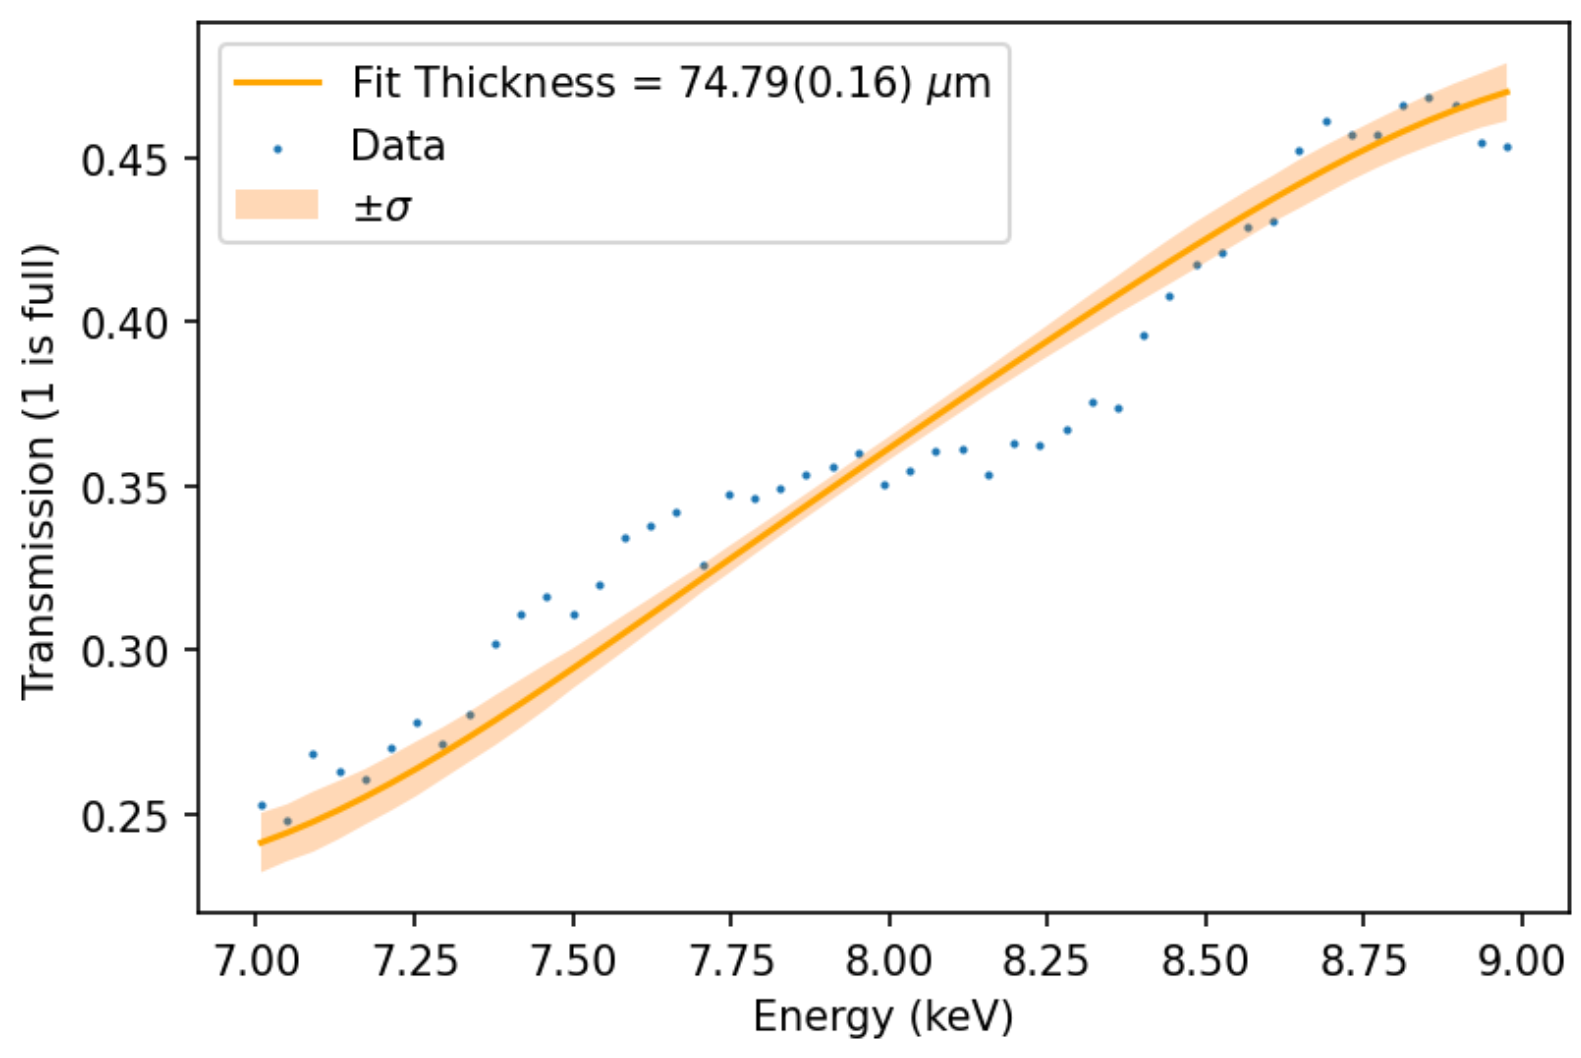 Fit Thickness = 74.79(0.16) μm
Data
±σ
Transmission (1 is full)
0.45
0.40
0.35
0.30
0.25
7.00 7.25 7.50 7.75 8.00 8.25 8.50 8.75 9.00
Energy (keV)